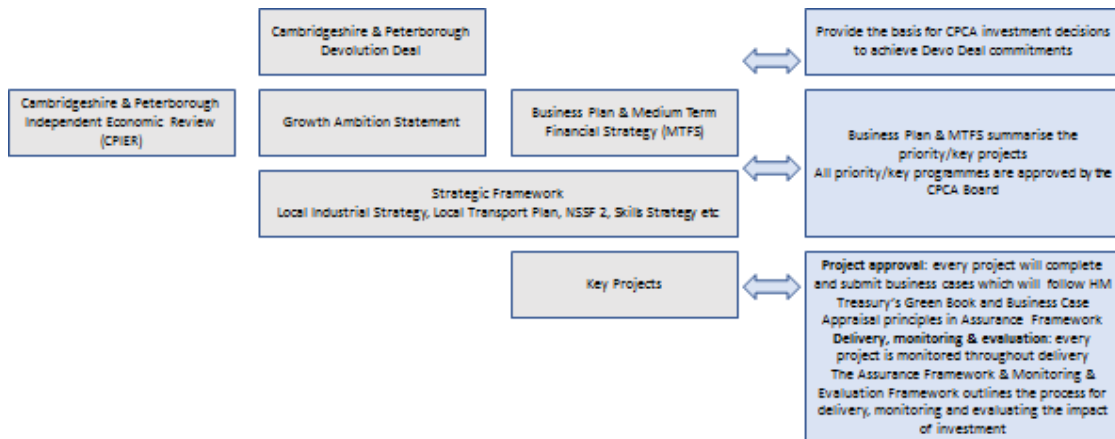 Cambridgeshire & Peterborough
Devolution Deal
Provide the basis for CPCA investment decisions
to achieve Devo Deal commitments
Cambridgeshire & Peterborough
Independent Economic Review
(CPIER)
Growth Ambition Statement
Business Plan & Medium Term
Financial Strategy (MTFS)
Business Plan & MTFS summarise the
priority/key projects
All priority/key programmes are approved by the
CPCA Board
Strategic Framework
Local Industrial Strategy, Local Transport Plan, NSSF 2, Skills Strategy etc
Key Projects
Project approval: every project will complete
and submit business cases which will follow HM
Treasury's Green Book and Business Case
Appraisal principles in Assurance Framework
Delivery, monitoring & evaluation: every
project is monitored throughout delivery
The Assurance Framework & Monitoring &
Evaluation Framework outlines the process for
delivery, monitoring and evaluating the impact
of investment